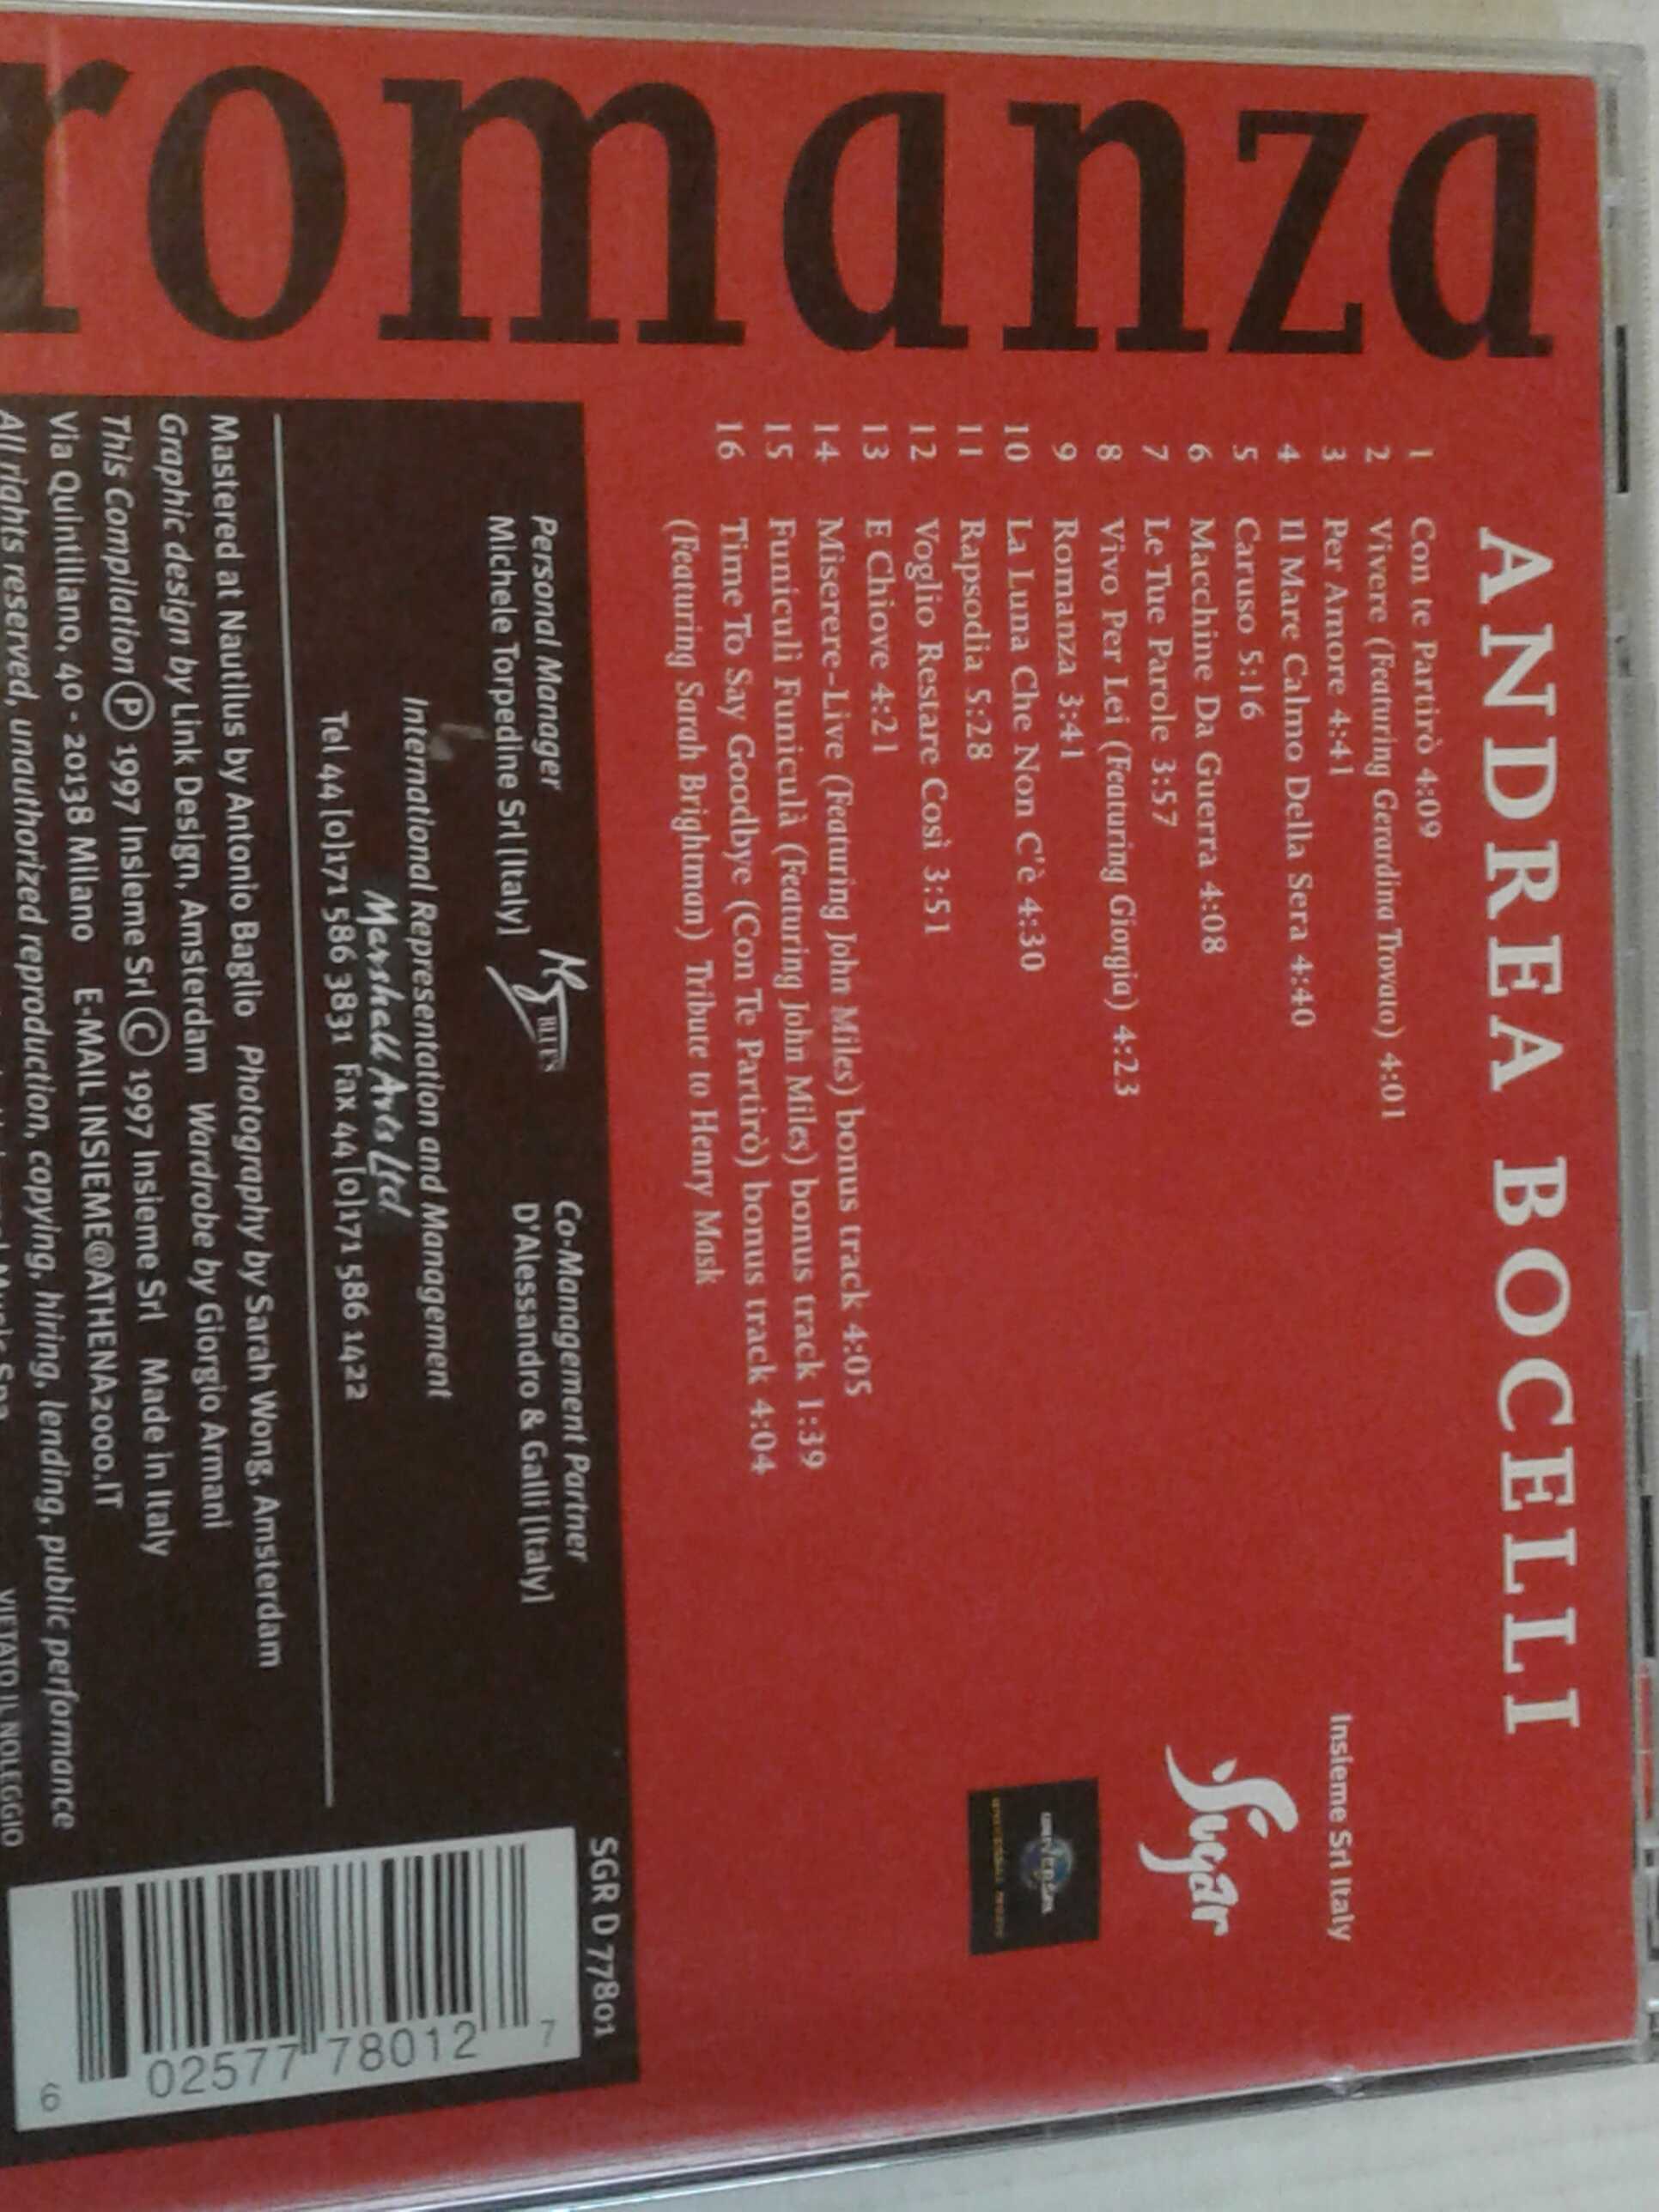 romanza
ANDREA BOCELLI
1 Con te Partirò 4:09
2 Vivere (Featuring Gerardina Trovato) 4:01
3 Per Amore 4:41
4 Il Mare Calmo Della Sera 4:40
5 Caruso 5:16
6 Macchine Da Guerra 4:08
7 Le Tue Parole 3:57
8 Vivo Per Lei (Featuring Giorgia) 4:23
9 Romanza 3:41
10 La Luna Che Non C'è 4:30
11 Rapsodia 5:28
12 Voglio Restare Così 3:51
13 E Chiove 4:21
14 Miserere-Live (Featuring John Miles) bonus track 4:05
15 Funiculì Funiculà (Featuring John Miles) bonus track 1:39
16 Time To Say Goodbye (Con Te Partirò) bonus track 4:04
(Featuring Sarah Brightman) Tribute to Henry Mask
Insieme Srl Italy
Sugar
UNIVERSAL
UNIVERSAL MUSIC
SGR D 77801
Personal Manager
Michele Torpedine Srl [Italy]
BLUES
Co-Management Partner
D'Alessandro & Galli [Italy]
International Representation and Management
Marshall Arts Ltd.
Tel 44 [0]171 586 3831 Fax 44 [0]171 586 1422
Mastered at Nautilus by Antonio Baglio Photography by Sarah Wong, Amsterdam
Graphic design by Link Design, Amsterdam Wardrobe by Giorgio Armani
This Compilation Ⓟ 1997 Insieme Srl © 1997 Insieme Srl Made in Italy
Via Quintiliano, 40 - 20138 Milano E-MAIL INSIEME@ATHENA2000.IT
All rights reserved, unauthorized reproduction, copying, hiring, lending, public performance
Music Spa
VIETATO IL NOLEGGIO
6 02577 78012 7